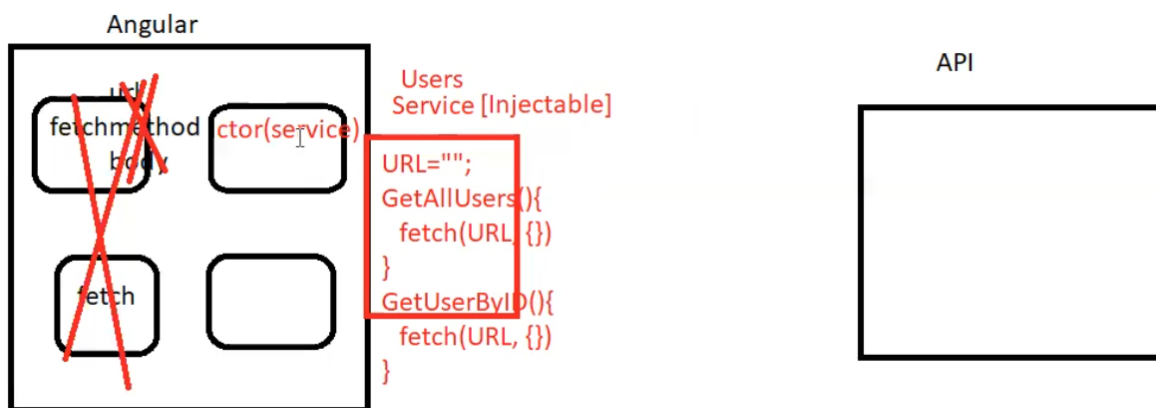 Angular
API
Users
Service [Injectable]
url
fetchmethod
body
ctor(service)
URL="";
GetAllUsers(){
fetch(URL, {})
}
GetUserByID(){
fetch(URL, {})
}
fetch